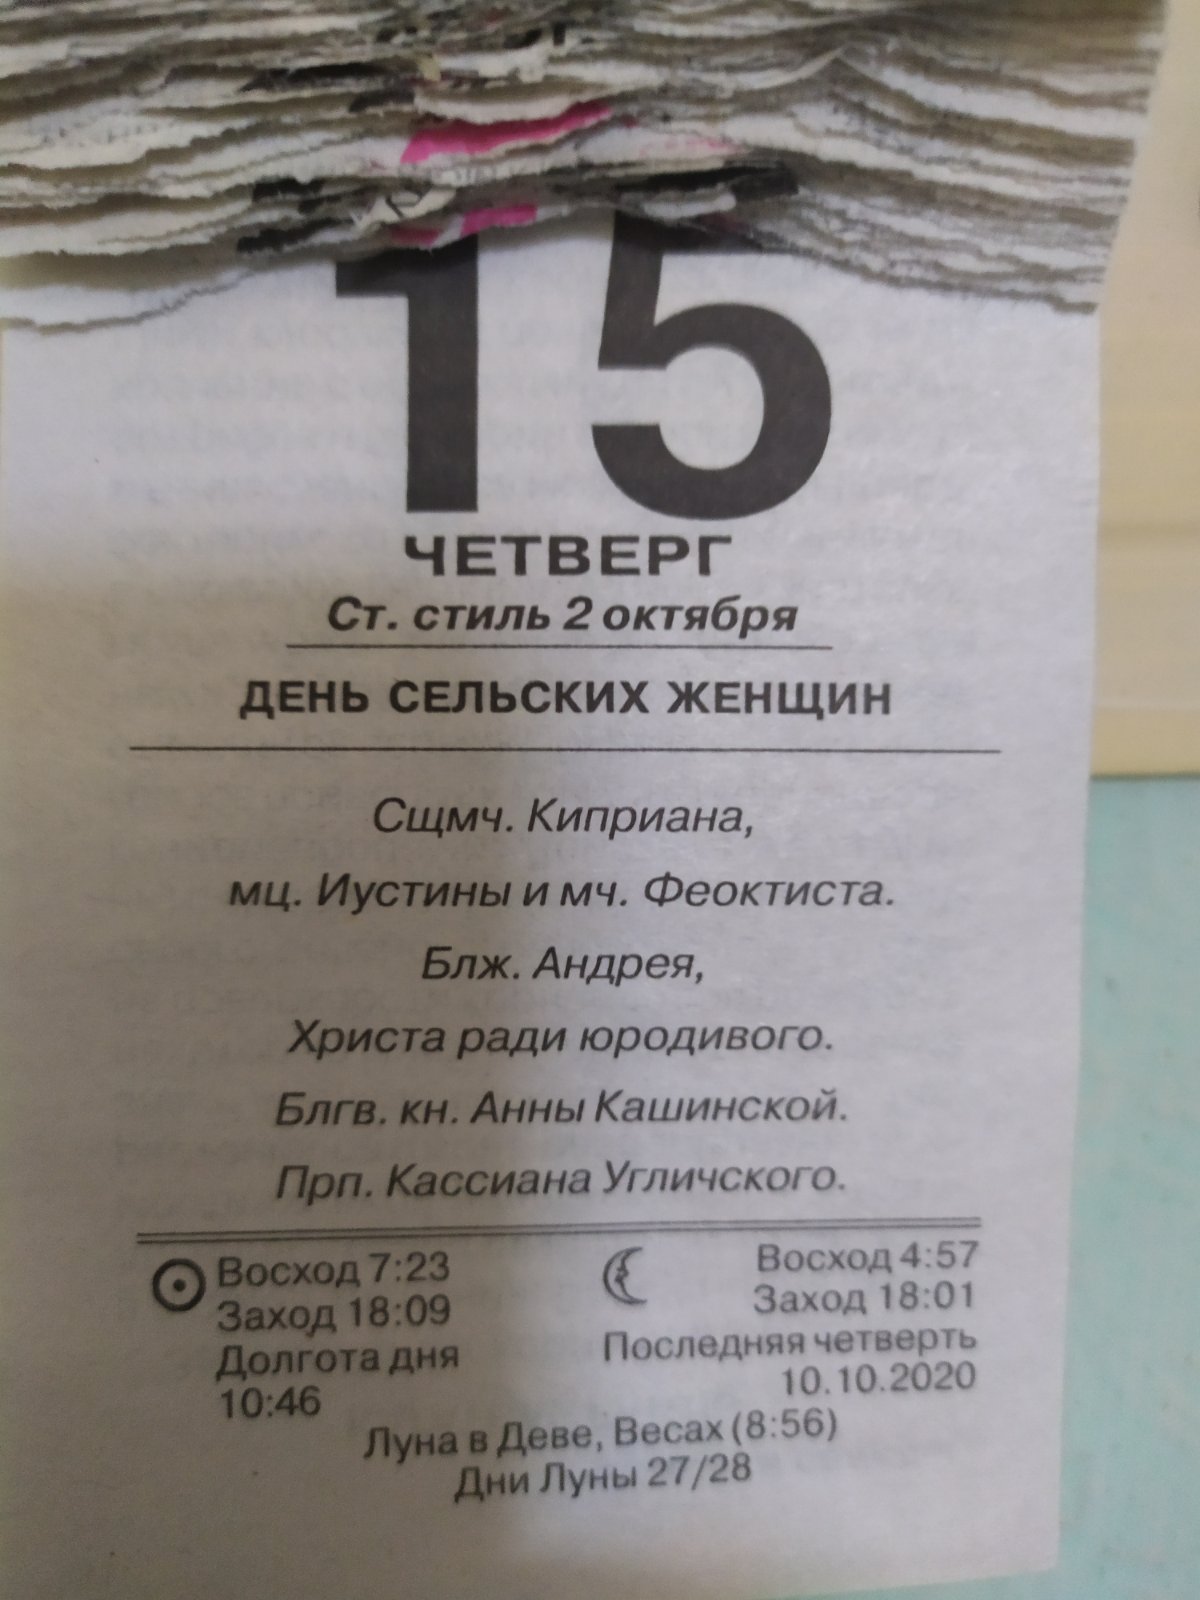 15
ЧЕТВЕРГ
Ст. стиль 2 октября
ДЕНЬ СЕЛЬСКИХ ЖЕНЩИН
Сщмч. Киприана,
мц. Иустины и мч. Феоктиста.
Блж. Андрея,
Христа ради юродивого.
Блгв. кн. Анны Кашинской.
Прп. Кассиана Угличского.
Восход 7:23
Заход 18:09
Долгота дня
10:46
Восход 4:57
Заход 18:01
Последняя четверть
10.10.2020
Луна в Деве, Весах (8:56)
Дни Луны 27/28